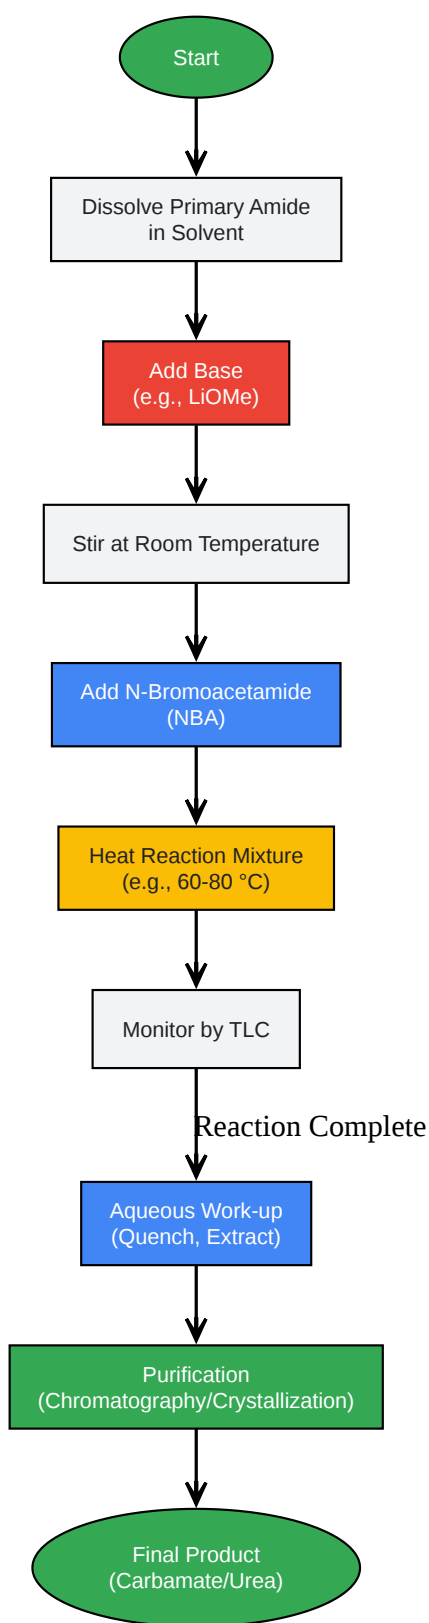 Start
Dissolve Primary Amide
in Solvent
Add Base
(e.g., LiOMe)
Stir at Room Temperature
Add N-Bromoacetamide
(NBA)
Heat Reaction Mixture
(e.g., 60-80 °C)
Monitor by TLC
Reaction Complete
Aqueous Work-up
(Quench, Extract)
Purification
(Chromatography/Crystallization)
Final Product
(Carbamate/Urea)